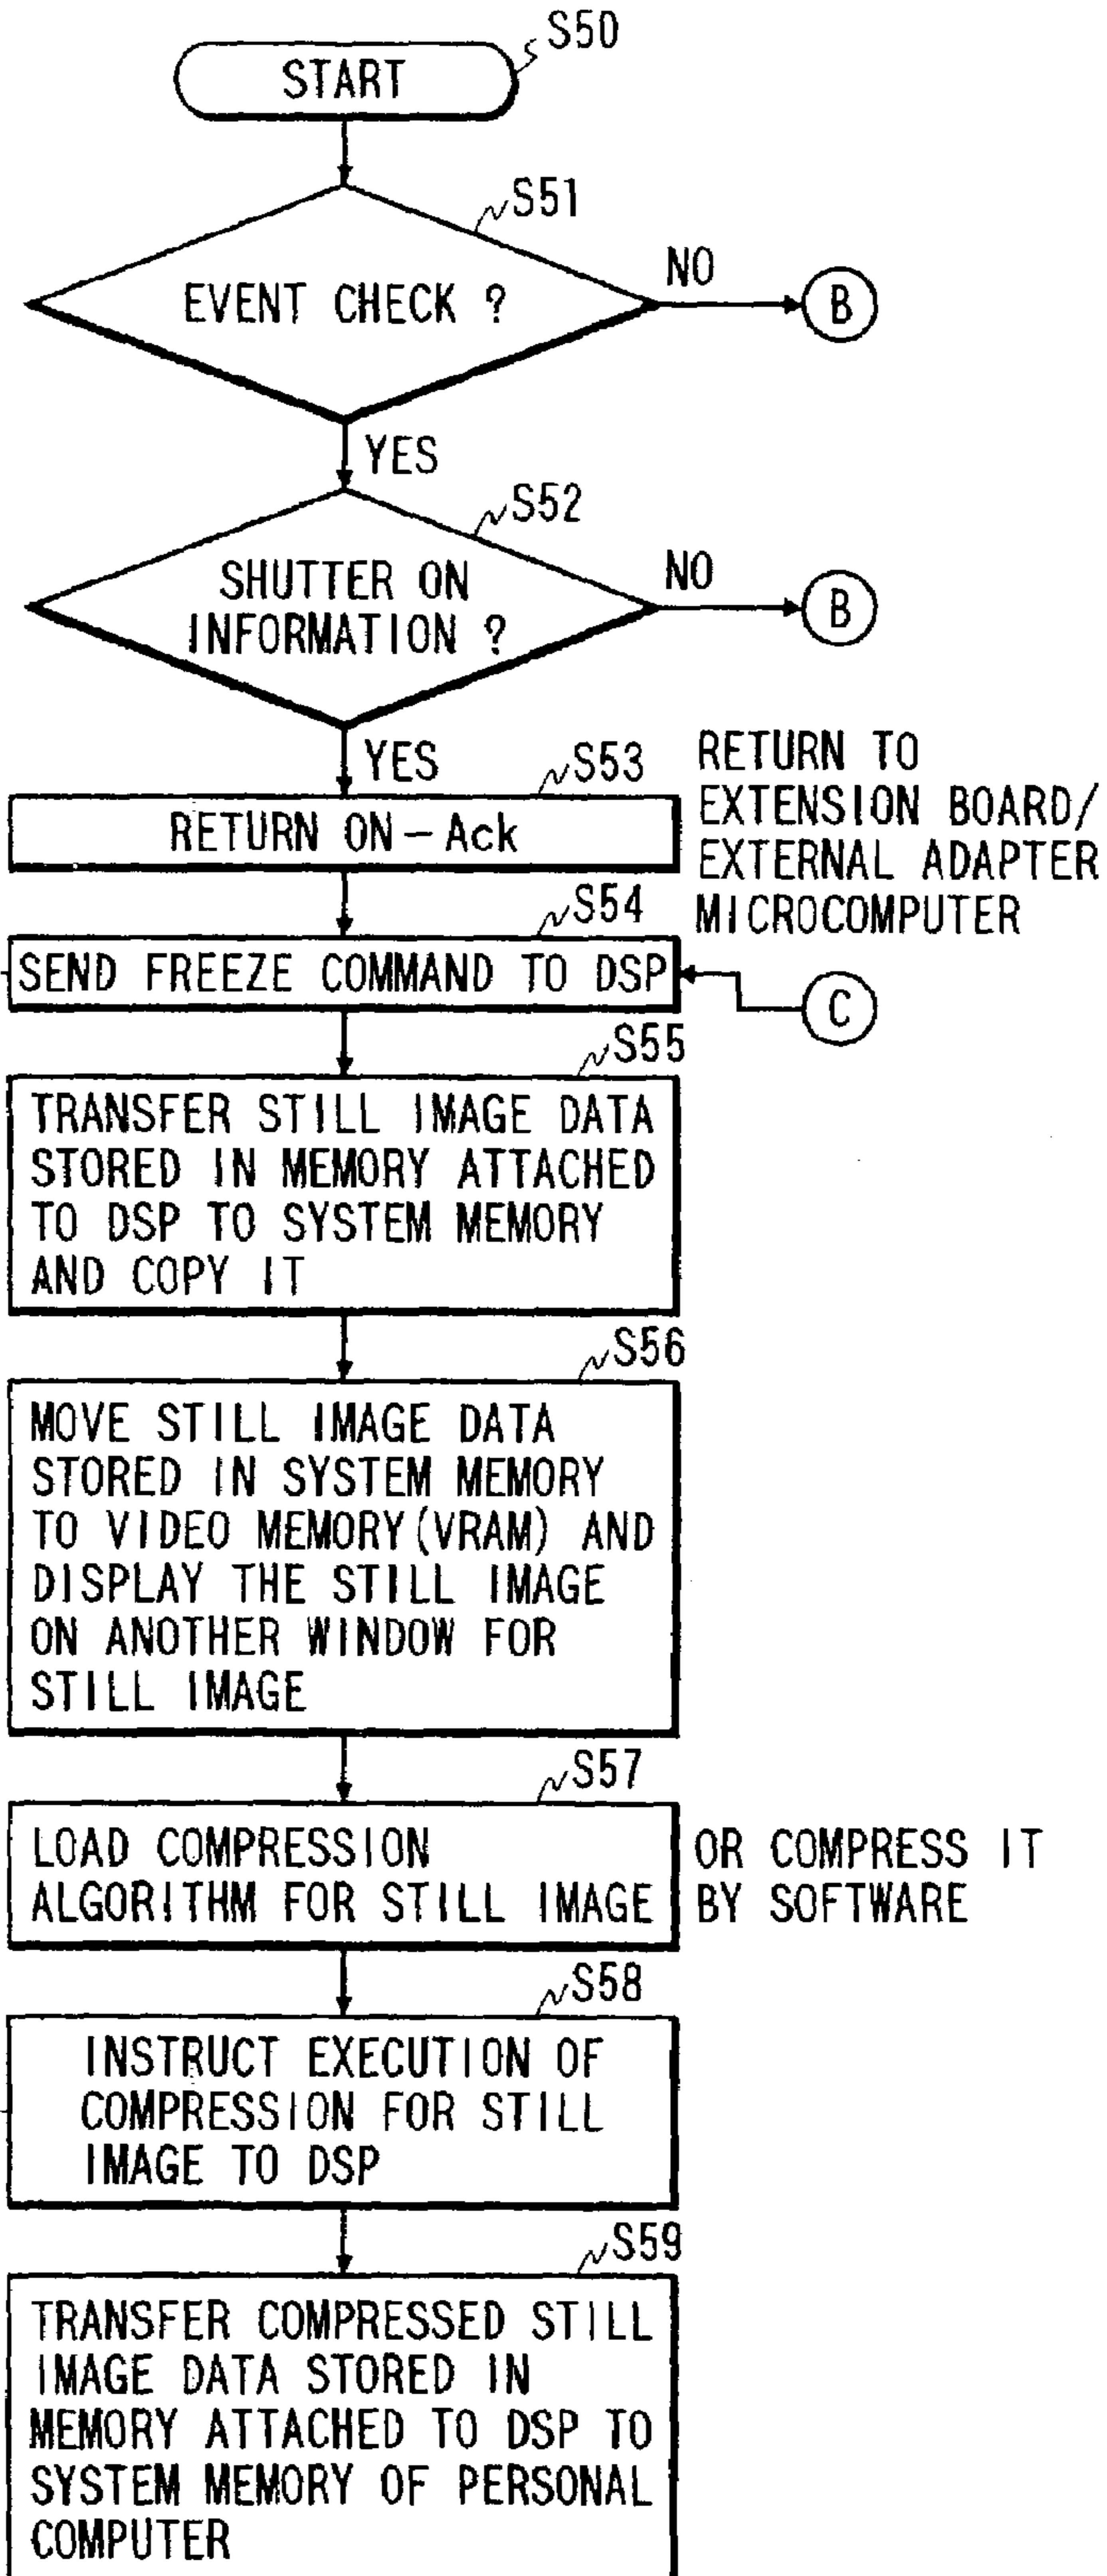 S50
START
S51
EVENT CHECK ?
NO
B
YES
S52
SHUTTER ON
INFORMATION ?
NO
B
YES
S53
RETURN ON-Ack
RETURN TO
EXTENSION BOARD/
EXTERNAL ADAPTER
MICROCOMPUTER
S54
SEND FREEZE COMMAND TO DSP
C
S55
TRANSFER STILL IMAGE DATA
STORED IN MEMORY ATTACHED
TO DSP TO SYSTEM MEMORY
AND COPY IT
S56
MOVE STILL IMAGE DATA
STORED IN SYSTEM MEMORY
TO VIDEO MEMORY(VRAM) AND
DISPLAY THE STILL IMAGE
ON ANOTHER WINDOW FOR
STILL IMAGE
S57
LOAD COMPRESSION
ALGORITHM FOR STILL IMAGE
OR COMPRESS IT
BY SOFTWARE
S58
INSTRUCT EXECUTION OF
COMPRESSION FOR STILL
IMAGE TO DSP
S59
TRANSFER COMPRESSED STILL
IMAGE DATA STORED IN
MEMORY ATTACHED TO DSP TO
SYSTEM MEMORY OF PERSONAL
COMPUTER